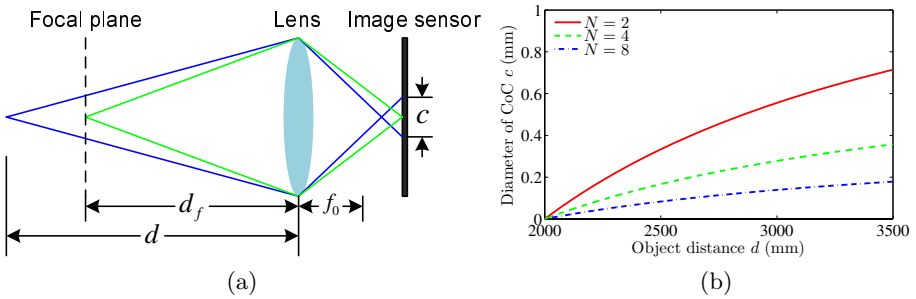 Focal plane
Lens
Image sensor
c
d_f
f_0
d
(a)
Diameter of CoC c (mm)
1
0.8
0.6
0.4
0.2
0
N = 2
N = 4
N = 8
2000
2500
3000
3500
Object distance d (mm)
(b)